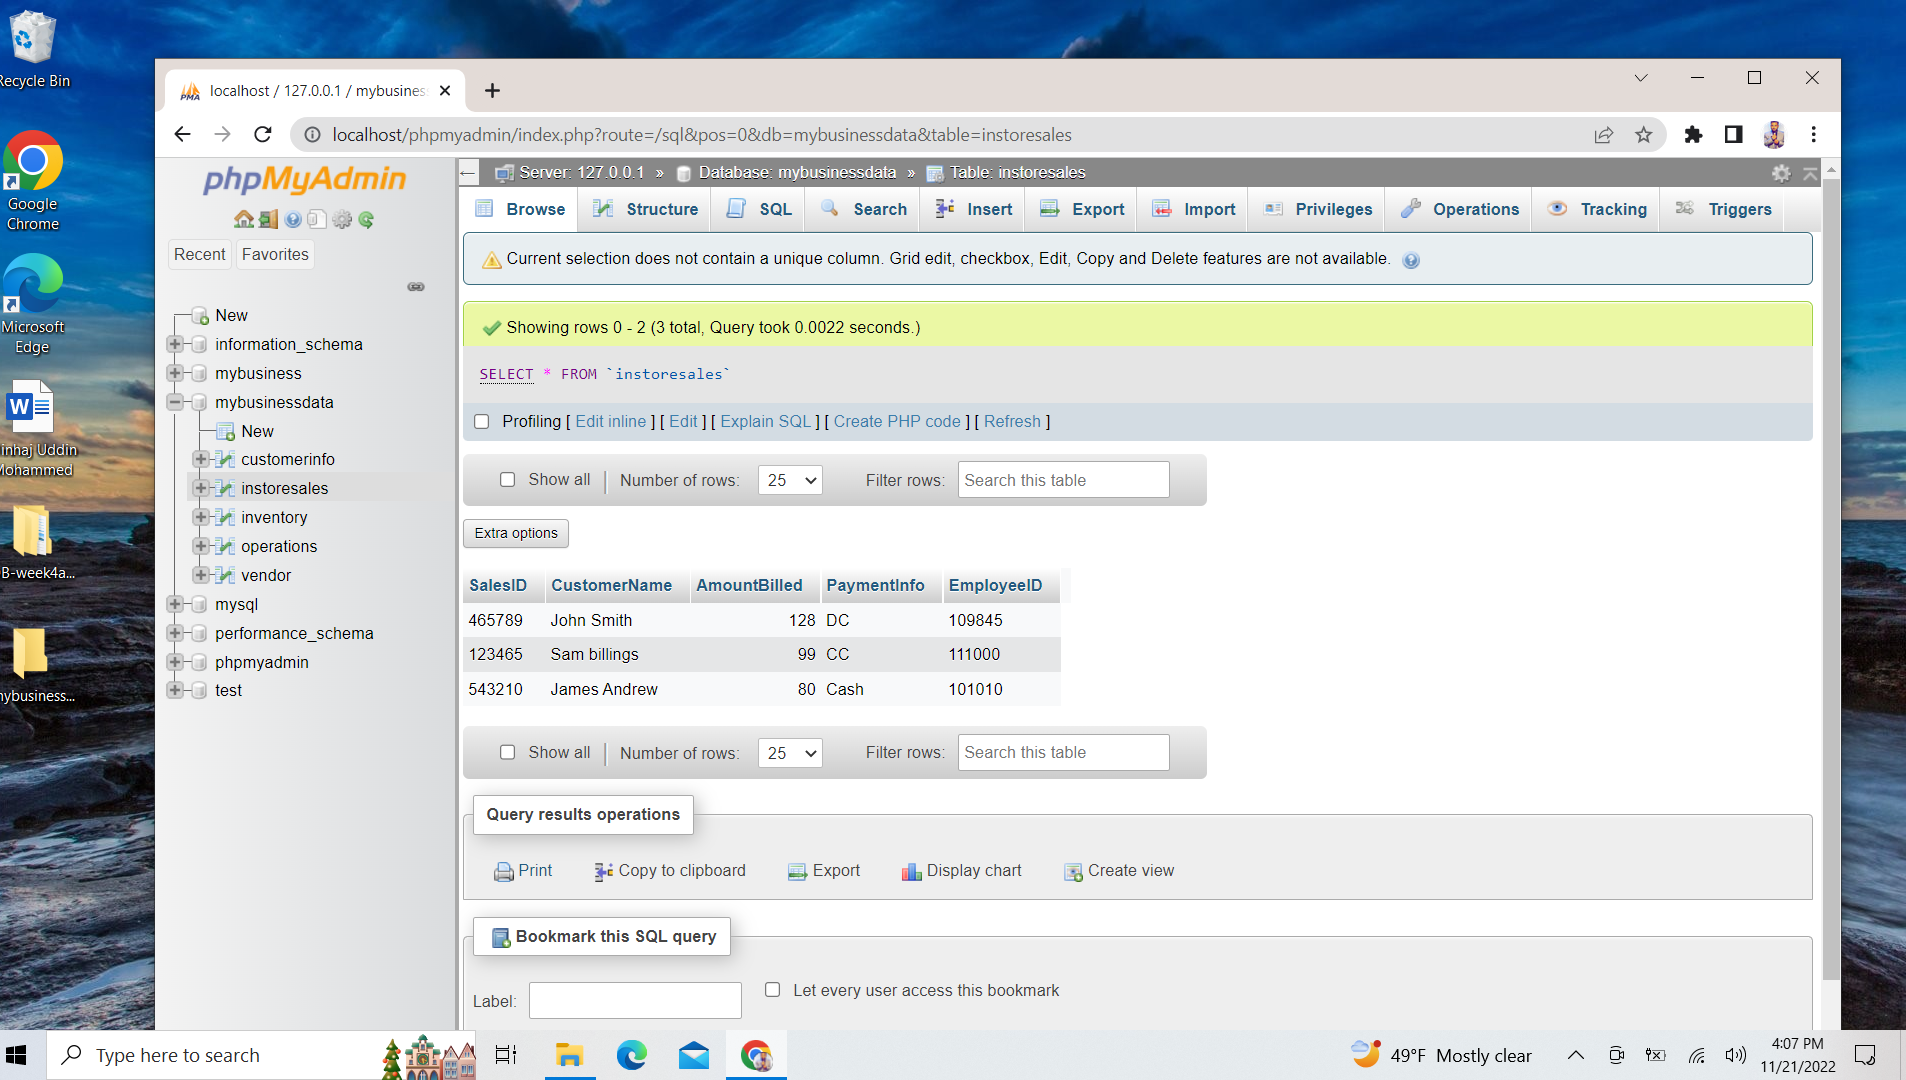 Recycle Bin
Google
Chrome
Microsoft
Edge
inhaj Uddin
Mohammed
B-week4a...
mybusiness...
PMA localhost / 127.0.0.1 / mybusines
localhost/phpmyadmin/index.php?route=/sql&pos=0&db=mybusinessdata&table=instoresales
phpMyAdmin
Recent Favorites
New
information_schema
mybusiness
mybusinessdata
New
customerinfo
instoresales
inventory
operations
vendor
mysql
performance_schema
phpmyadmin
test
Server: 127.0.0.1 » Database: mybusinessdata » Table: instoresales
Browse Structure SQL Search Insert Export Import Privileges Operations Tracking Triggers
Current selection does not contain a unique column. Grid edit, checkbox, Edit, Copy and Delete features are not available.
Showing rows 0 - 2 (3 total, Query took 0.0022 seconds.)
SELECT * FROM `instoresales`
Profiling [ Edit inline ] [ Edit ] [ Explain SQL ] [ Create PHP code ] [ Refresh ]
Show all Number of rows: 25 Filter rows: Search this table
Extra options
SalesID CustomerName AmountBilled PaymentInfo EmployeeID
465789 John Smith 128 DC 109845
123465 Sam billings 99 CC 111000
543210 James Andrew 80 Cash 101010
Show all Number of rows: 25 Filter rows: Search this table
Query results operations
Print Copy to clipboard Export Display chart Create view
Bookmark this SQL query
Label: Let every user access this bookmark
Type here to search
49°F Mostly clear
4:07 PM
11/21/2022